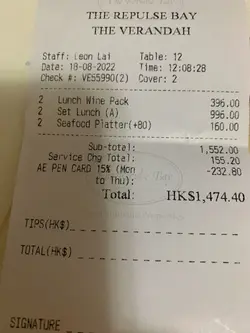 THE REPULSE BAY
THE VERANDAH
Staff: Leon Lai Table: 12
Date: 18-08-2022 Time: 12:08:28
Check #: VE55990(2) Cover: 2
2 Lunch Wine Pack 396.00
2 Set Lunch (A) 996.00
2 Seafood Platter(+80) 160.00
Sub-total: 1,552.00
Service Chg Total: 155.20
AE PEN CARD 15% (Mon -232.80
to Thu):
Total: HK$1,474.40
TIPS(HK$)
TOTAL(HK$)
SIGNATURE